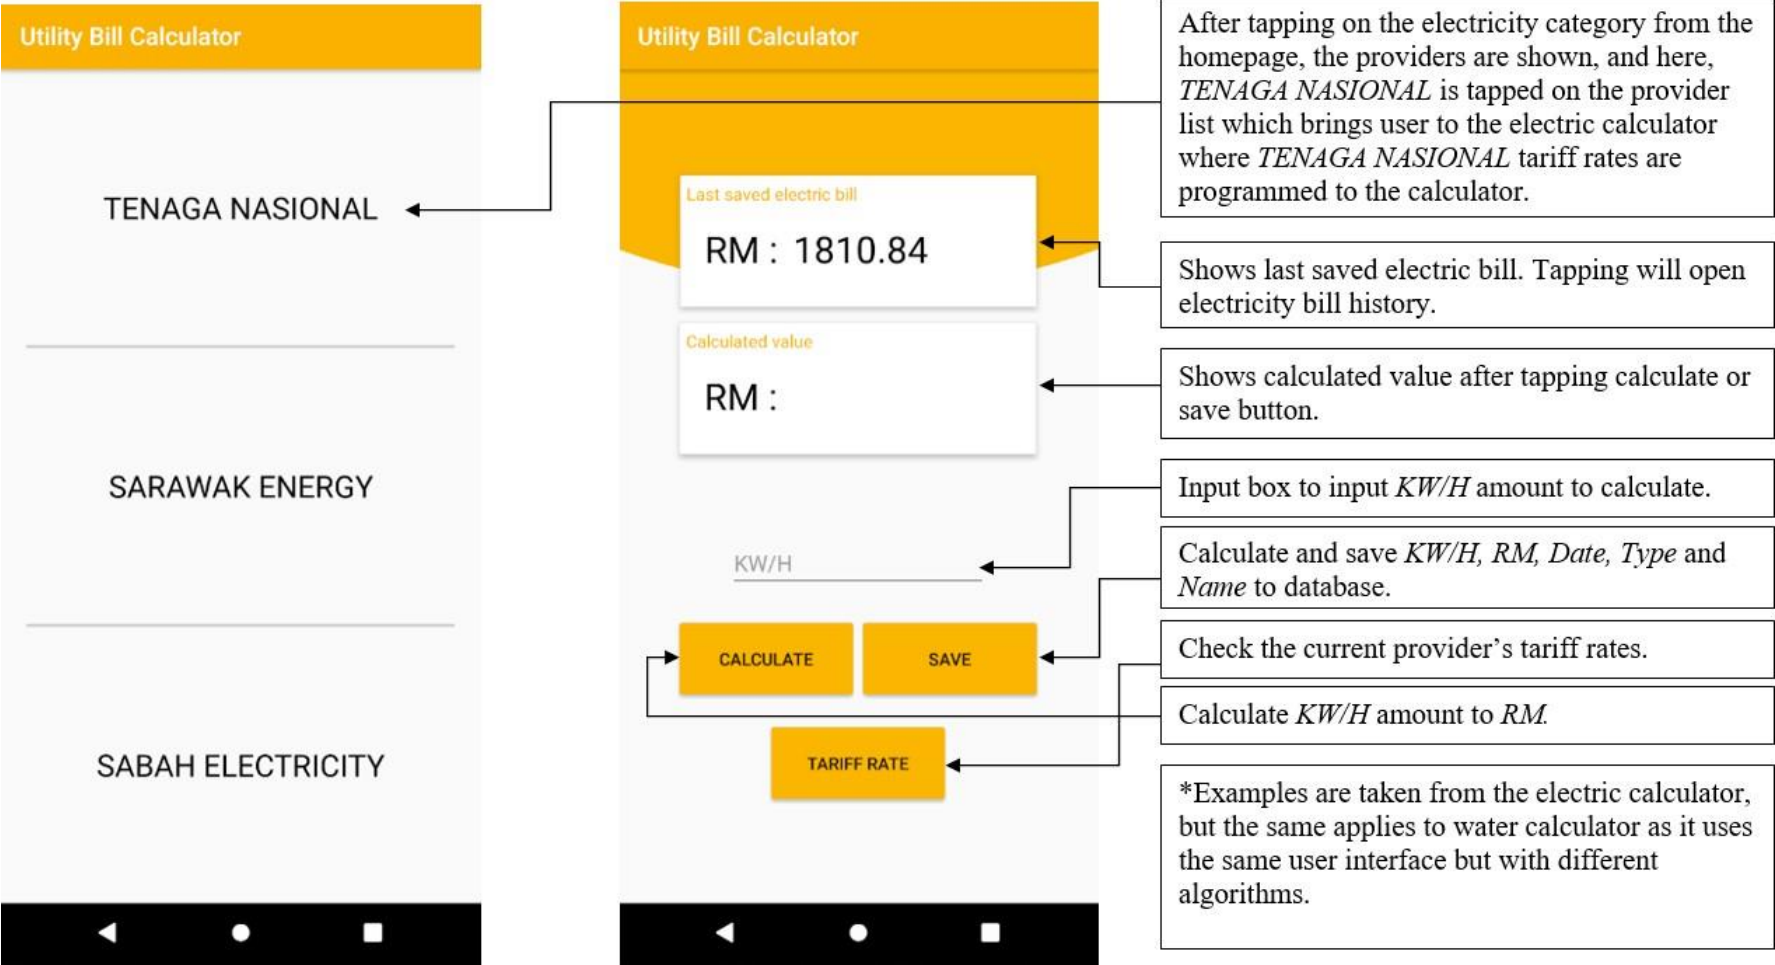 Utility Bill Calculator
TENAGA NASIONAL
SARAWAK ENERGY
SABAH ELECTRICITY
Utility Bill Calculator
Last saved electric bill
RM : 1810.84
Calculated value
RM :
KW/H
CALCULATE
SAVE
TARIFF RATE
After tapping on the electricity category from the
homepage, the providers are shown, and here,
TENAGA NASIONAL is tapped on the provider
list which brings user to the electric calculator
where TENAGA NASIONAL tariff rates are
programmed to the calculator.
Shows last saved electric bill. Tapping will open
electricity bill history.
Shows calculated value after tapping calculate or
save button.
Input box to input KW/H amount to calculate.
Calculate and save KW/H, RM, Date, Type and
Name to database.
Check the current provider’s tariff rates.
Calculate KW/H amount to RM.
*Examples are taken from the electric calculator,
but the same applies to water calculator as it uses
the same user interface but with different
algorithms.